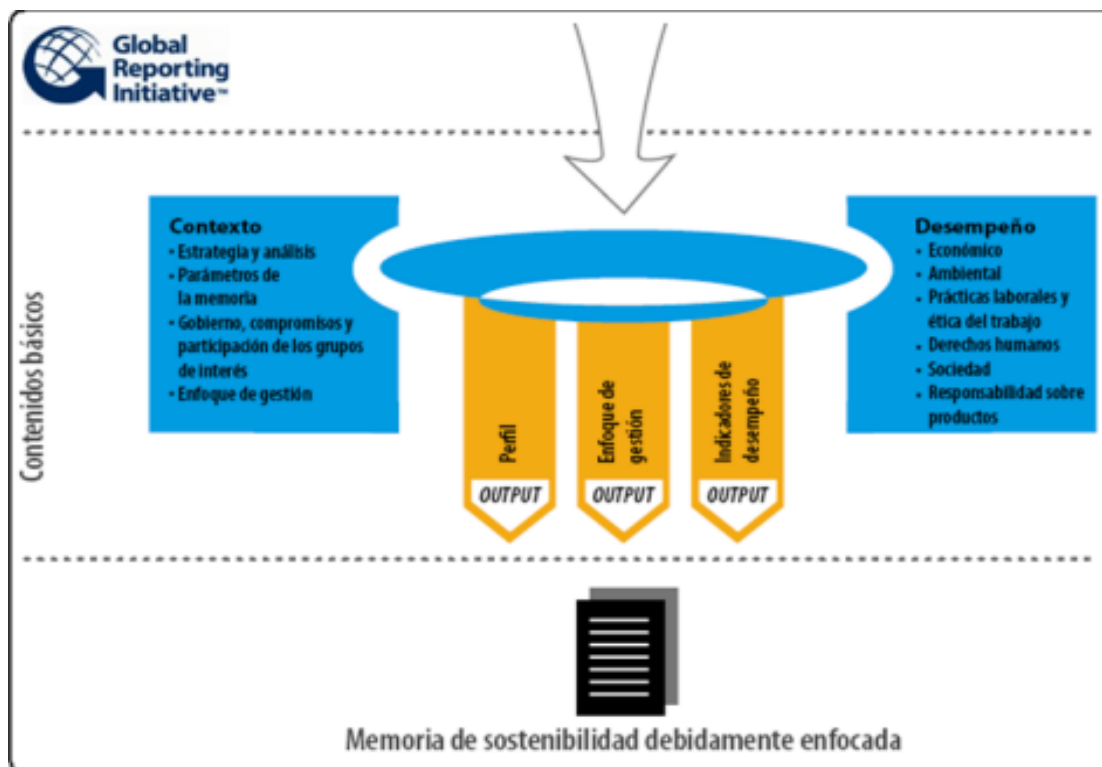 Global
Reporting
Initiative™
Contenidos básicos
Contexto
• Estrategia y análisis
• Parámetros de
la memoria
• Gobierno, compromisos y
participación de los grupos
de interés
• Enfoque de gestión
Perfil
OUTPUT
Enfoque de
gestión
OUTPUT
Indicadores de
desempeño
OUTPUT
Desempeño
• Económico
• Ambiental
• Prácticas laborales y
ética del trabajo
• Derechos humanos
• Sociedad
• Responsabilidad sobre
productos
Memoria de sostenibilidad debidamente enfocada